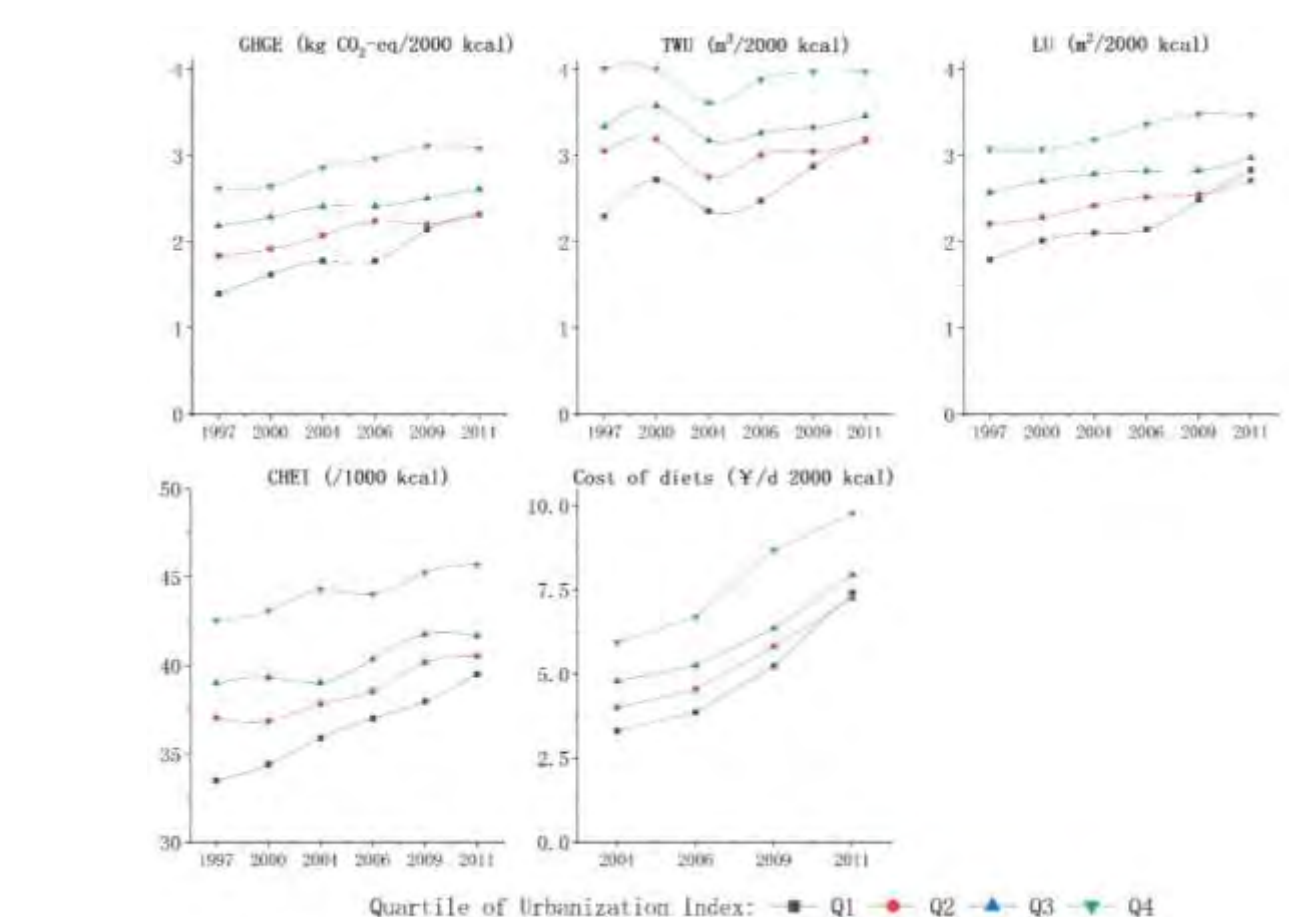 GHGE (kg CO₂-eq/2000 kcal)
4
3
2
1
0
1997 2000 2004 2006 2009 2011
TWU (m³/2000 kcal)
4
3
2
1
0
1997 2000 2004 2006 2009 2011
LU (m²/2000 kcal)
4
3
2
1
0
1997 2000 2004 2006 2009 2011
CHEI (/1000 kcal)
50
45
40
35
30
1997 2000 2004 2006 2009 2011
Cost of diets (¥/d 2000 kcal)
10.0
7.5
5.0
2.5
0.0
2004 2006 2009 2011
Quartile of Urbanization Index: Q1 Q2 Q3 Q4